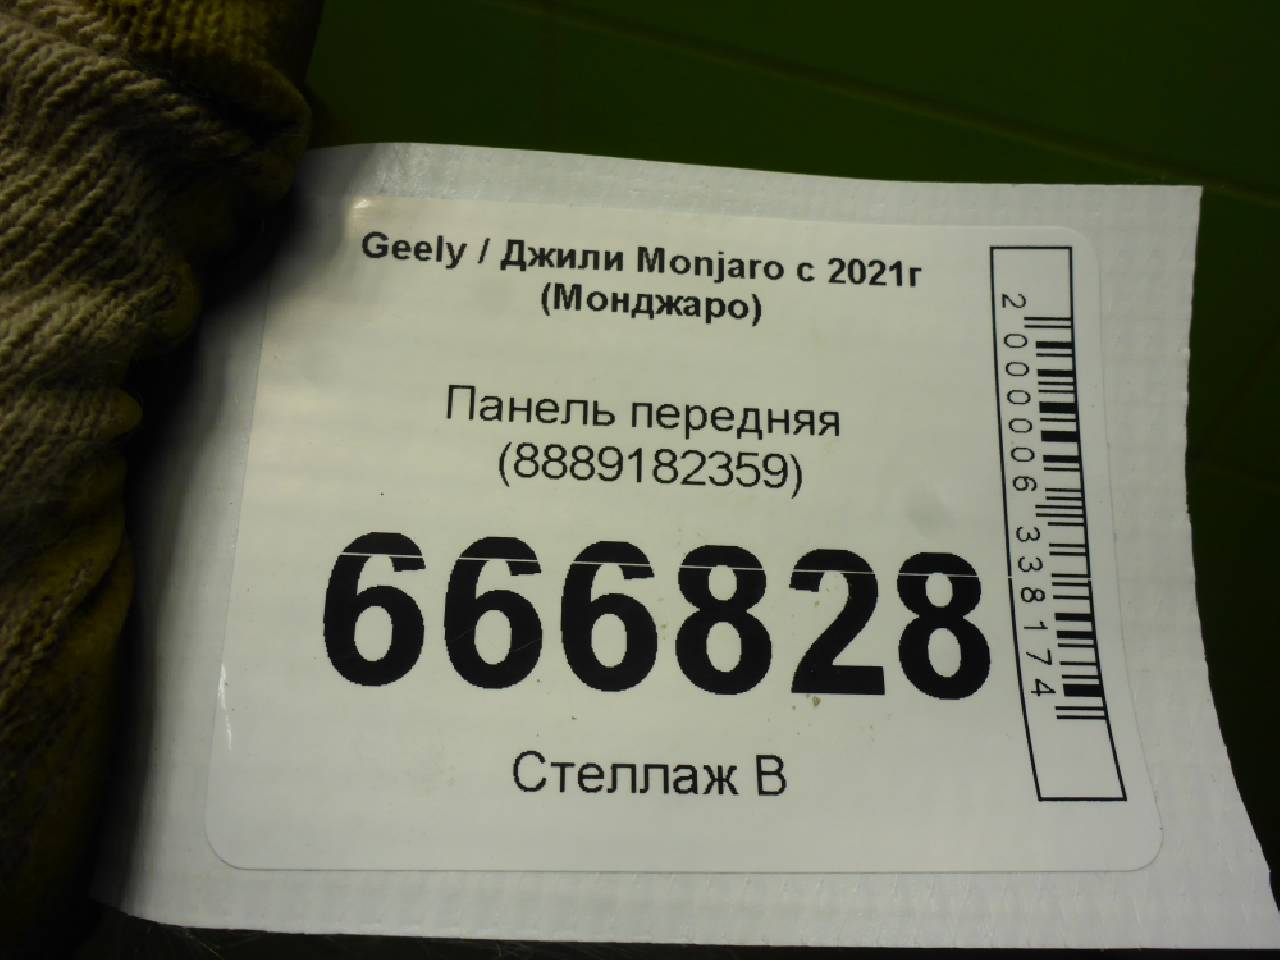 Geely / Джили Monjaro с 2021г
(Монджаро)
Панель передняя
(8889182359)
666828
Стеллаж В
2000006338174